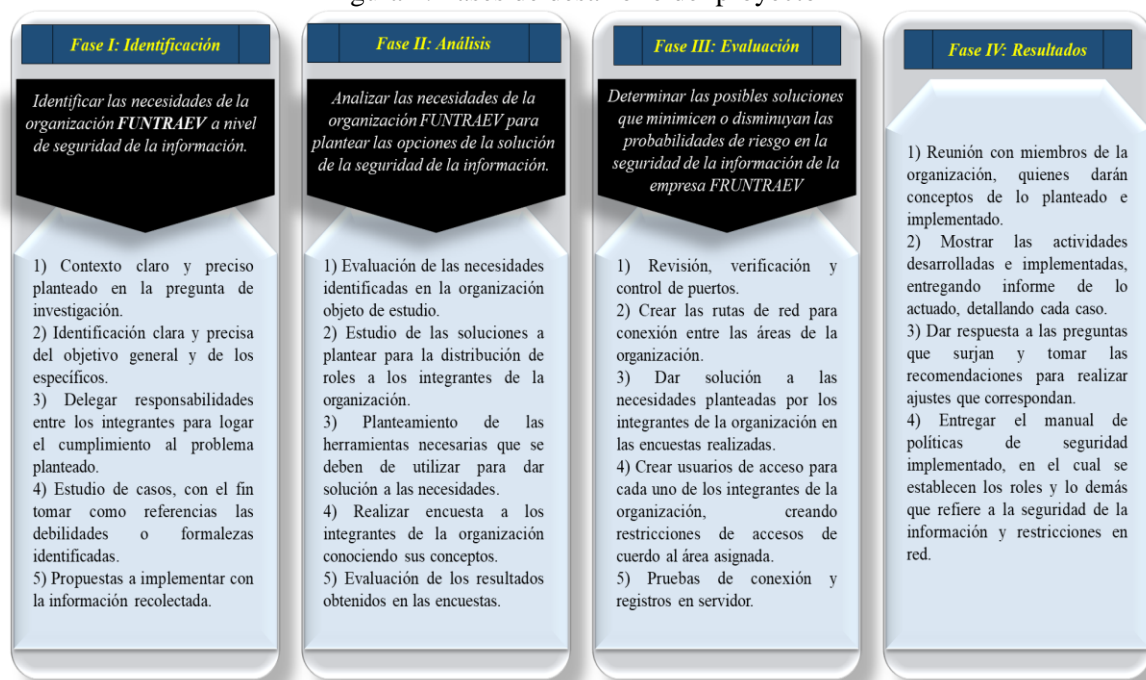 Fase I: Identificación
Identificar las necesidades de la
organización FUNTRAEV a nivel
de seguridad de la información.
1) Contexto claro y preciso
planteado en la pregunta de
investigación.
2) Identificación clara y precisa
del objetivo general y de los
específicos.
3) Delegar responsabilidades
entre los integrantes para logar
el cumplimiento al problema
planteado.
4) Estudio de casos, con el fin
tomar como referencias las
debilidades o formalezas
identificadas.
5) Propuestas a implementar con
la información recolectada.
Fase II: Análisis
Analizar las necesidades de la
organización FUNTRAEV para
plantear las opciones de la solución
de la seguridad de la información.
1) Evaluación de las necesidades
identificadas en la organización
objeto de estudio.
2) Estudio de las soluciones a
plantear para la distribución de
roles a los integrantes de la
organización.
3) Planteamiento de las
herramientas necesarias que se
deben de utilizar para dar
solución a las necesidades.
4) Realizar encuesta a los
integrantes de la organización
conociendo sus conceptos.
5) Evaluación de los resultados
obtenidos en las encuestas.
Fase III: Evaluación
Determinar las posibles soluciones
que minimicen o disminuyan las
probabilidades de riesgo en la
seguridad de la información de la
empresa FRUNTRAEV
1) Revisión, verificación y
control de puertos.
2) Crear las rutas de red para
conexión entre las áreas de la
organización.
3) Dar solución a las
necesidades planteadas por los
integrantes de la organización en
las encuestas realizadas.
4) Crear usuarios de acceso para
cada uno de los integrantes de la
organización, creando
restricciones de accesos de
cuerdo al área asignada.
5) Pruebas de conexión y
registros en servidor.
Fase IV: Resultados
1) Reunión con miembros de la
organización, quienes darán
conceptos de lo planteado e
implementado.
2) Mostrar las actividades
desarrolladas e implementadas,
entregando informe de lo
actuado, detallando cada caso.
3) Dar respuesta a las preguntas
que surjan y tomar las
recomendaciones para realizar
ajustes que correspondan.
4) Entregar el manual de
políticas de seguridad
implementado, en el cual se
establecen los roles y lo demás
que refiere a la seguridad de la
información y restricciones en
red.